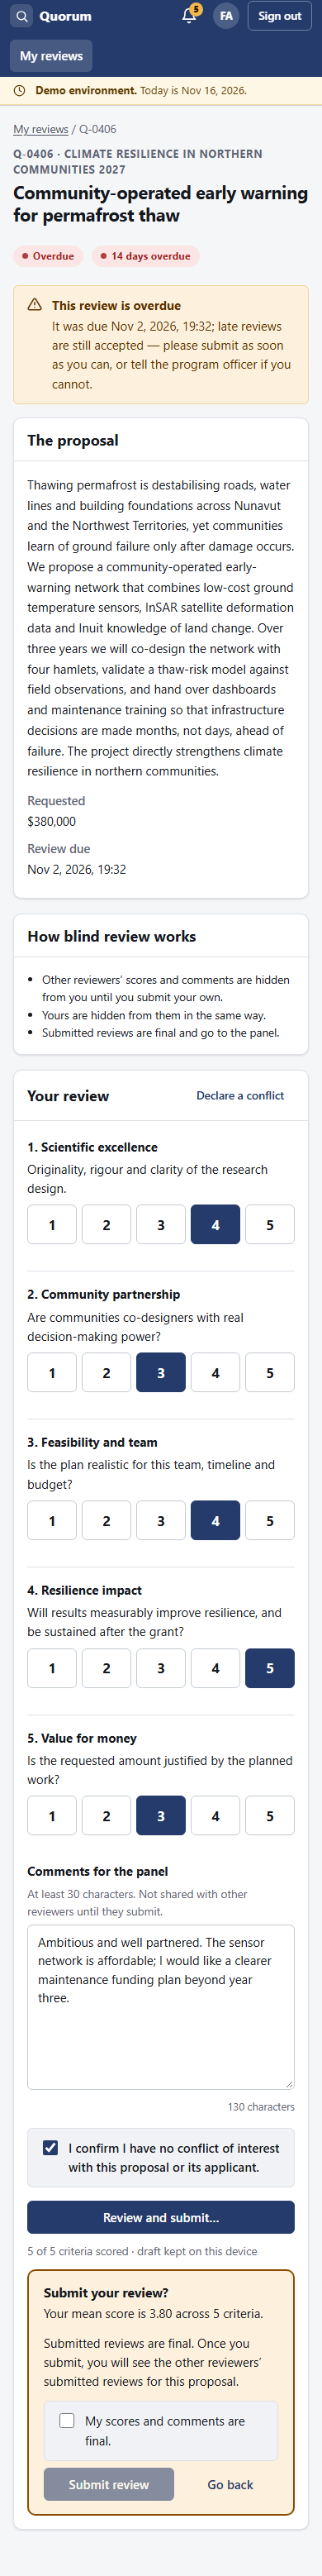 Quorum
5
FA
Sign out
My reviews
Demo environment. Today is Nov 16, 2026.
My reviews / Q-0406
Q-0406 · CLIMATE RESILIENCE IN NORTHERN
COMMUNITIES 2027
Community-operated early warning
for permafrost thaw
Overdue
14 days overdue
This review is overdue
It was due Nov 2, 2026, 19:32; late reviews
are still accepted — please submit as soon
as you can, or tell the program officer if you
cannot.
The proposal
Thawing permafrost is destabilising roads, water
lines and building foundations across Nunavut
and the Northwest Territories, yet communities
learn of ground failure only after damage occurs.
We propose a community-operated early-
warning network that combines low-cost ground
temperature sensors, InSAR satellite deformation
data and Inuit knowledge of land change. Over
three years we will co-design the network with
four hamlets, validate a thaw-risk model against
field observations, and hand over dashboards
and maintenance training so that infrastructure
decisions are made months, not days, ahead of
failure. The project directly strengthens climate
resilience in northern communities.
Requested
$380,000
Review due
Nov 2, 2026, 19:32
How blind review works
Other reviewers' scores and comments are hidden
from you until you submit your own.
Yours are hidden from them in the same way.
Submitted reviews are final and go to the panel.
Your review
Declare a conflict
1. Scientific excellence
Originality, rigour and clarity of the research
design.
1 2 3 4 5
2. Community partnership
Are communities co-designers with real
decision-making power?
1 2 3 4 5
3. Feasibility and team
Is the plan realistic for this team, timeline and
budget?
1 2 3 4 5
4. Resilience impact
Will results measurably improve resilience, and
be sustained after the grant?
1 2 3 4 5
5. Value for money
Is the requested amount justified by the planned
work?
1 2 3 4 5
Comments for the panel
At least 30 characters. Not shared with other
reviewers until they submit.
Ambitious and well partnered. The sensor
network is affordable; I would like a clearer
maintenance funding plan beyond year
three.
130 characters
I confirm I have no conflict of interest
with this proposal or its applicant.
Review and submit…
5 of 5 criteria scored · draft kept on this device
Submit your review?
Your mean score is 3.80 across 5 criteria.
Submitted reviews are final. Once you
submit, you will see the other reviewers'
submitted reviews for this proposal.
My scores and comments are
final.
Submit review
Go back